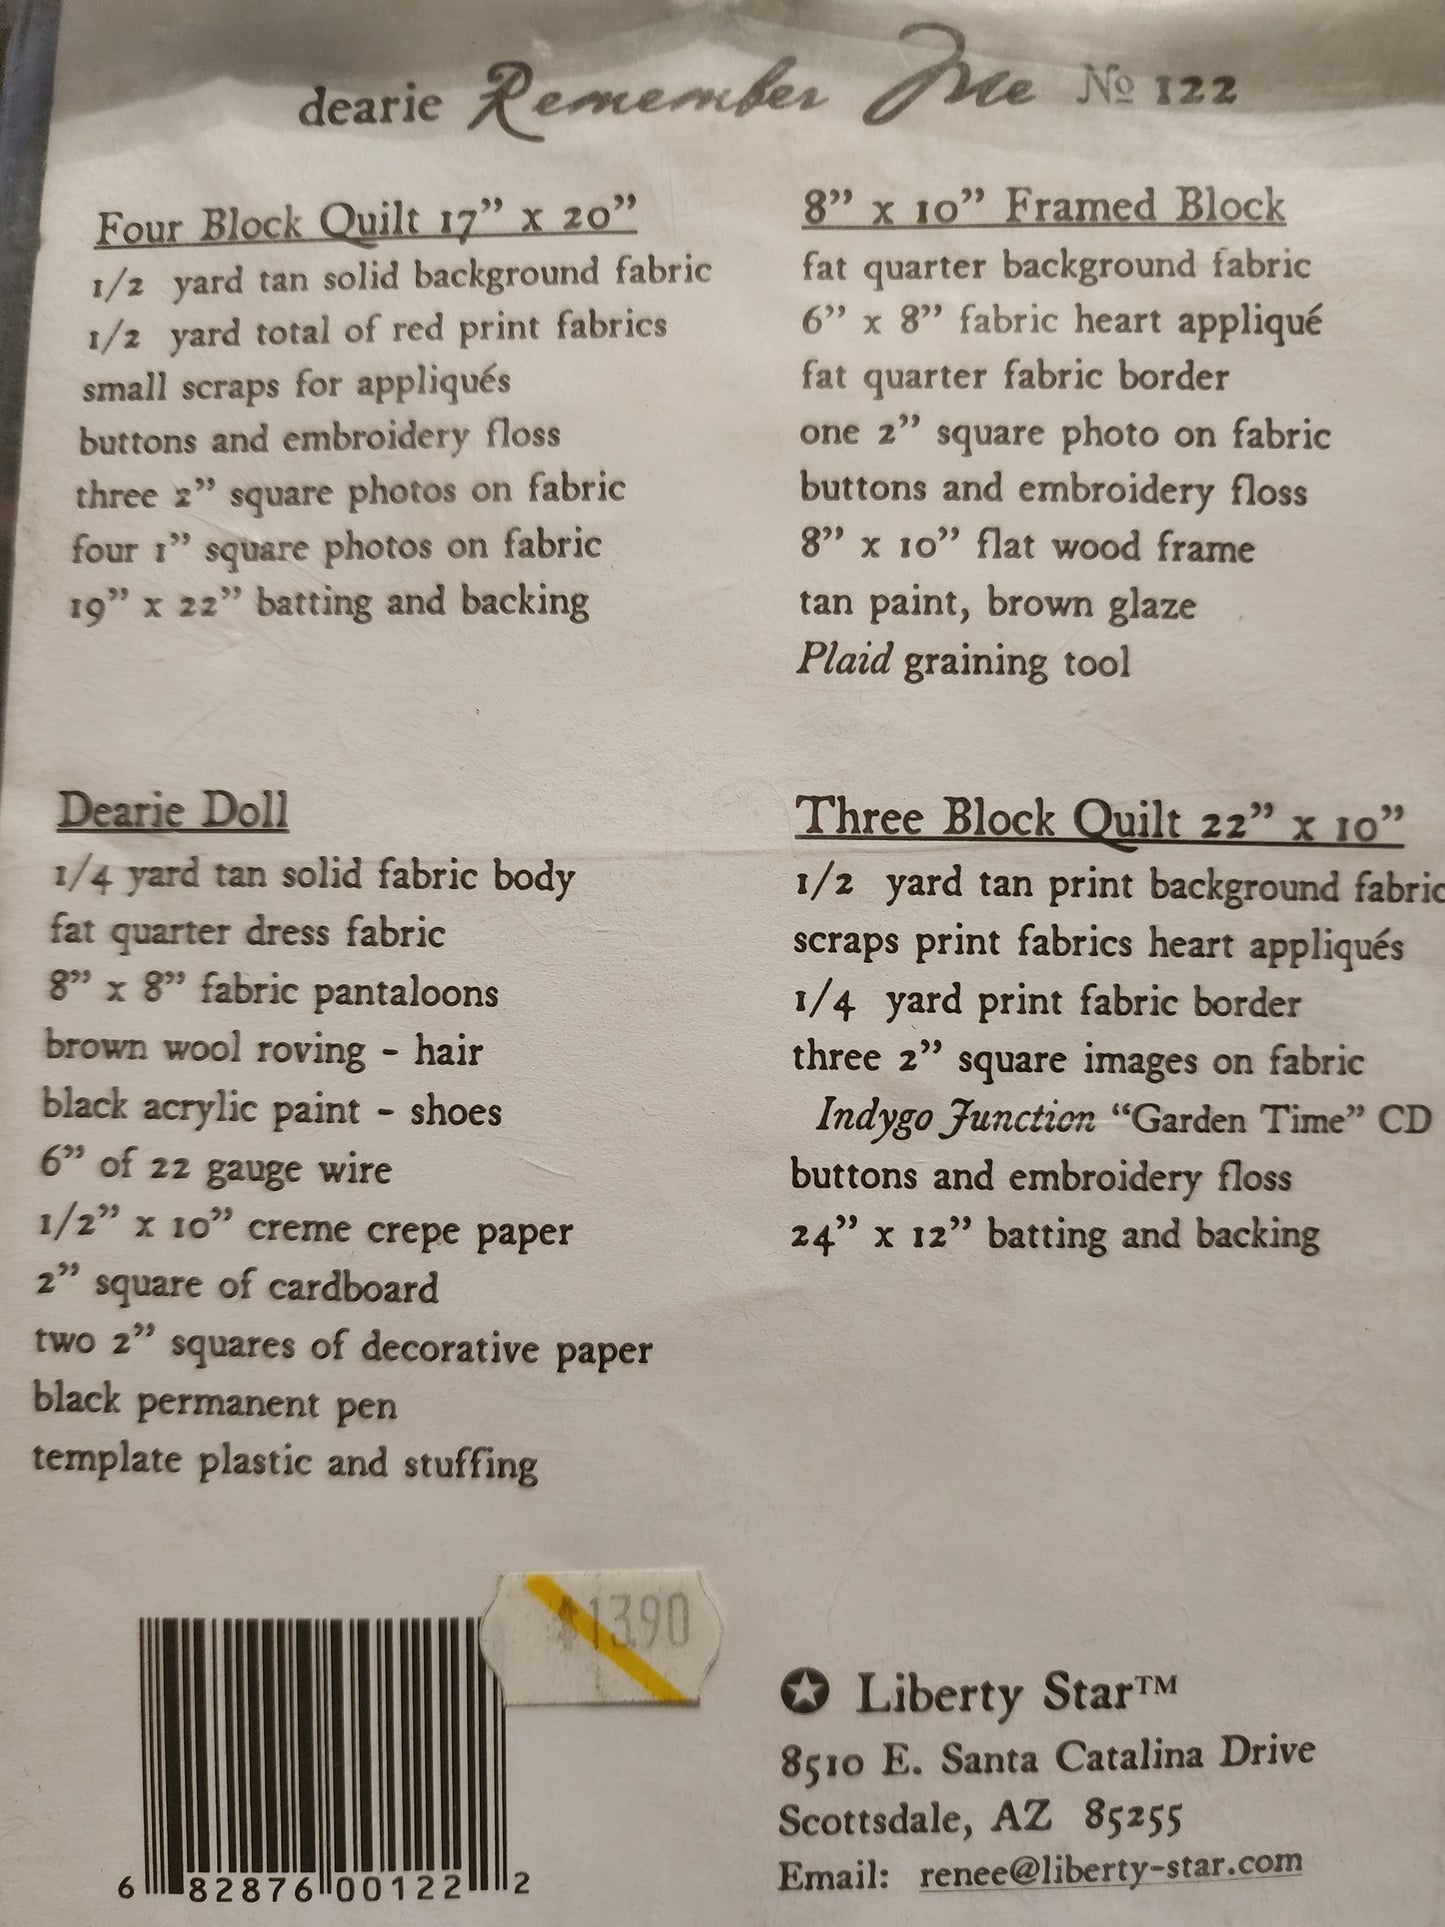 dearie Remember Me № 122
Four Block Quilt 17” x 20”
1/2 yard tan solid background fabric
1/2 yard total of red print fabrics
small scraps for appliqués
buttons and embroidery floss
three 2” square photos on fabric
four 1” square photos on fabric
19” x 22” batting and backing
8” x 10” Framed Block
fat quarter background fabric
6” x 8” fabric heart appliqué
fat quarter fabric border
one 2” square photo on fabric
buttons and embroidery floss
8” x 10” flat wood frame
tan paint, brown glaze
Plaid graining tool
Dearie Doll
1/4 yard tan solid fabric body
fat quarter dress fabric
8” x 8” fabric pantaloons
brown wool roving - hair
black acrylic paint - shoes
6” of 22 gauge wire
1/2” x 10” creme crepe paper
2” square of cardboard
two 2” squares of decorative paper
black permanent pen
template plastic and stuffing
Three Block Quilt 22” x 10”
1/2 yard tan print background fabric
scraps print fabrics heart appliqués
1/4 yard print fabric border
three 2” square images on fabric
Indygo Junction “Garden Time” CD
buttons and embroidery floss
24” x 12” batting and backing
$13.90
6 82876 00122 2
Liberty Star™
8510 E. Santa Catalina Drive
Scottsdale, AZ 85255
Email: renee@liberty-star.com